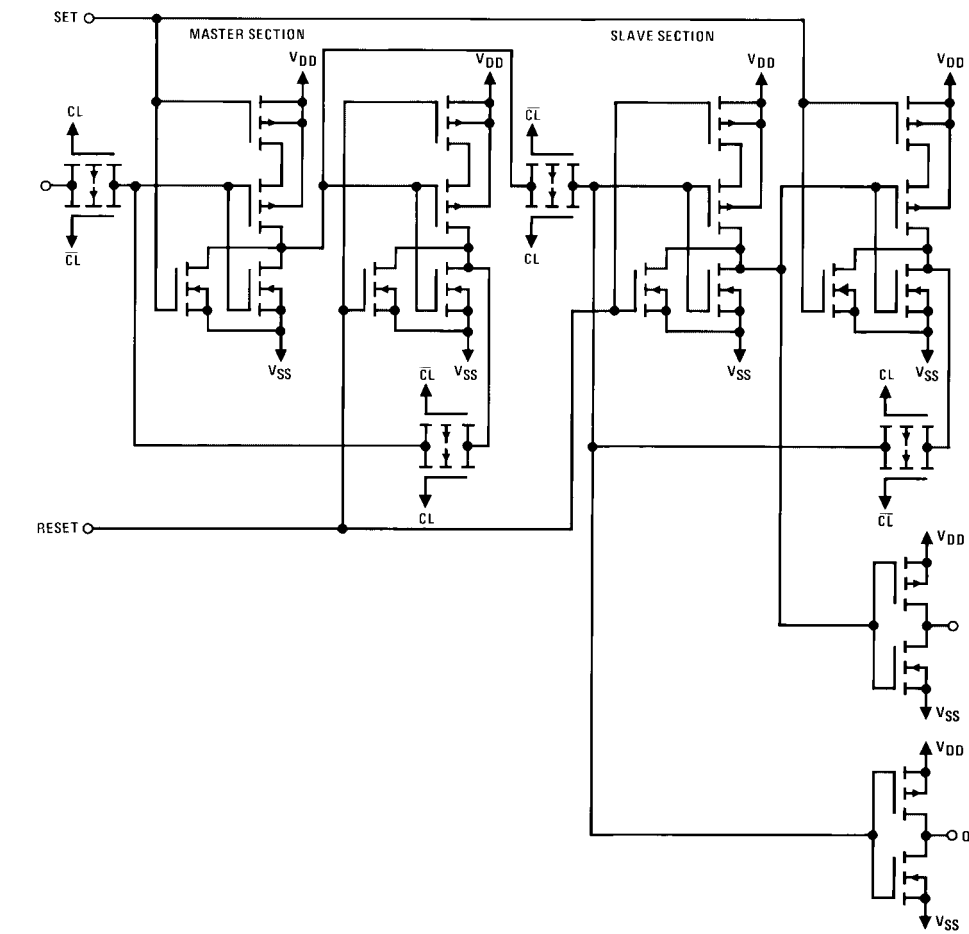 SET
MASTER SECTION
SLAVE SECTION
VDD
VDD
VDD
VDD
CL
CL̅
CL̅
CL
VSS
VSS
VSS
VSS
CL̅
CL
CL
CL̅
RESET
VDD
VSS
VDD
VSS